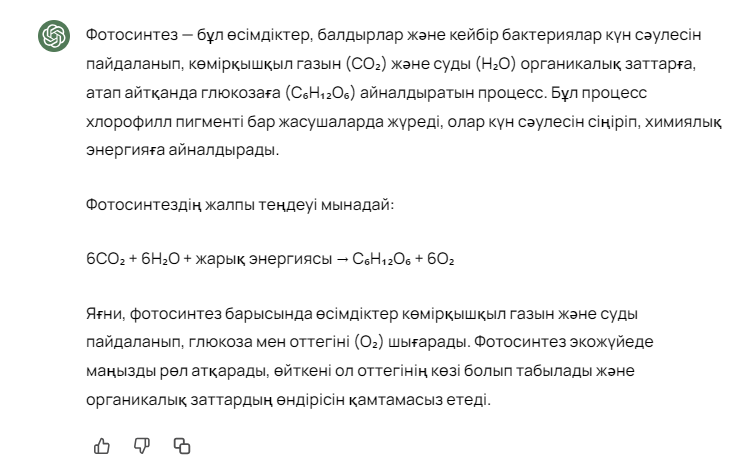 Фотосинтез — бұл өсімдіктер, балдырлар және кейбір бактериялар күн сәулесін
пайдаланып, көмірқышқыл газын (CO₂) және суды (H₂O) органикалық заттарға,
атап айтқанда глюкозаға (C₆H₁₂O₆) айналдыратын процесс. Бұл процесс
хлорофилл пигменті бар жасушаларда жүреді, олар күн сәулесін сіңіріп, химиялық
энергияға айналдырады.
Фотосинтездің жалпы теңдеуі мынадай:
6CO₂ + 6H₂O + жарық энергиясы → C₆H₁₂O₆ + 6O₂
Яғни, фотосинтез барысында өсімдіктер көмірқышқыл газын және суды
пайдаланып, глюкоза мен оттегіні (O₂) шығарады. Фотосинтез экожүйеде
маңызды рөл атқарады, өйткені ол оттегінің көзі болып табылады және
органикалық заттардың өндірісін қамтамасыз етеді.